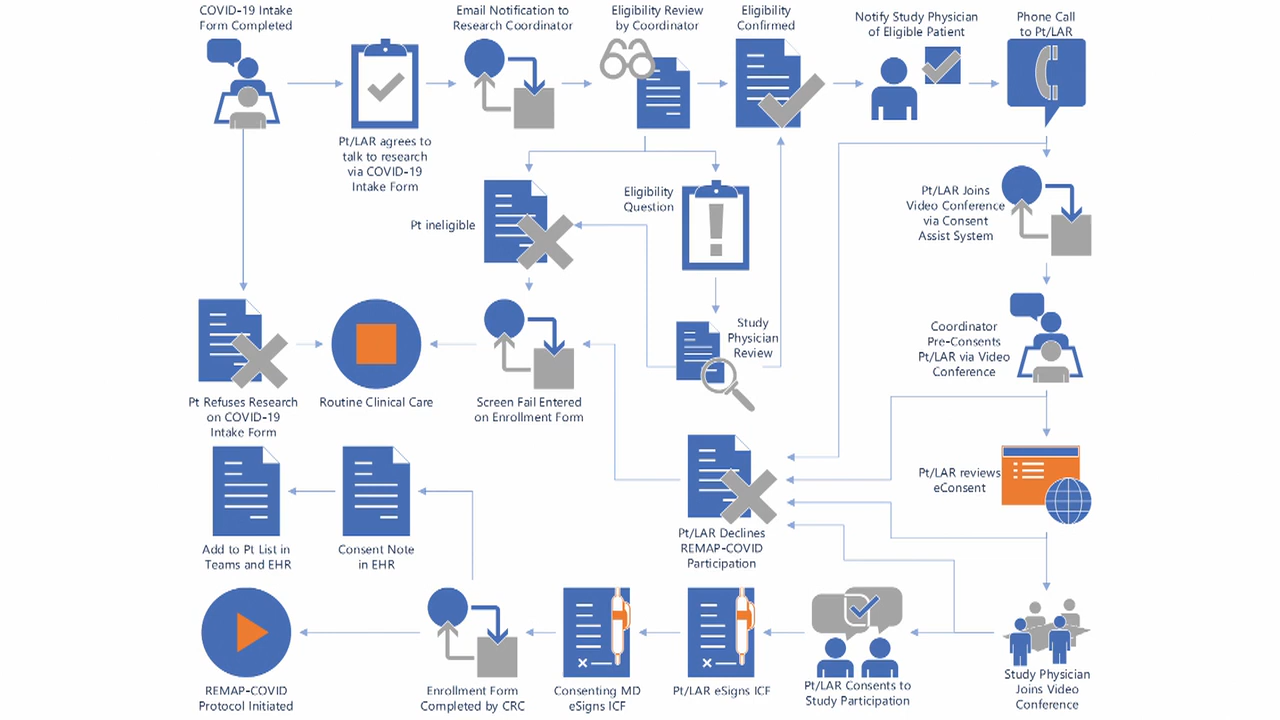 COVID-19 Intake
Form Completed
Email Notification to
Research Coordinator
Eligibility Review
by Coordinator
Eligibility
Confirmed
Notify Study Physician
of Eligible Patient
Phone Call
to Pt/LAR
Pt/LAR agrees to
talk to research
via COVID-19
Intake Form
Pt ineligible
Eligibility
Question
Pt/LAR Joins
Video Conference
via Consent
Assist System
Study
Physician
Review
Coordinator
Pre-Consents
Pt/LAR via Video
Conference
Pt Refuses Research
on COVID-19
Intake Form
Routine Clinical Care
Screen Fail Entered
on Enrollment Form
Pt/LAR reviews
eConsent
Add to Pt List in
Teams and EHR
Consent Note
in EHR
Pt/LAR Declines
REMAP-COVID
Participation
REMAP-COVID
Protocol Initiated
Enrollment Form
Completed by CRC
Consenting MD
eSigns ICF
Pt/LAR eSigns ICF
Pt/LAR Consents to
Study Participation
Study Physician
Joins Video
Conference